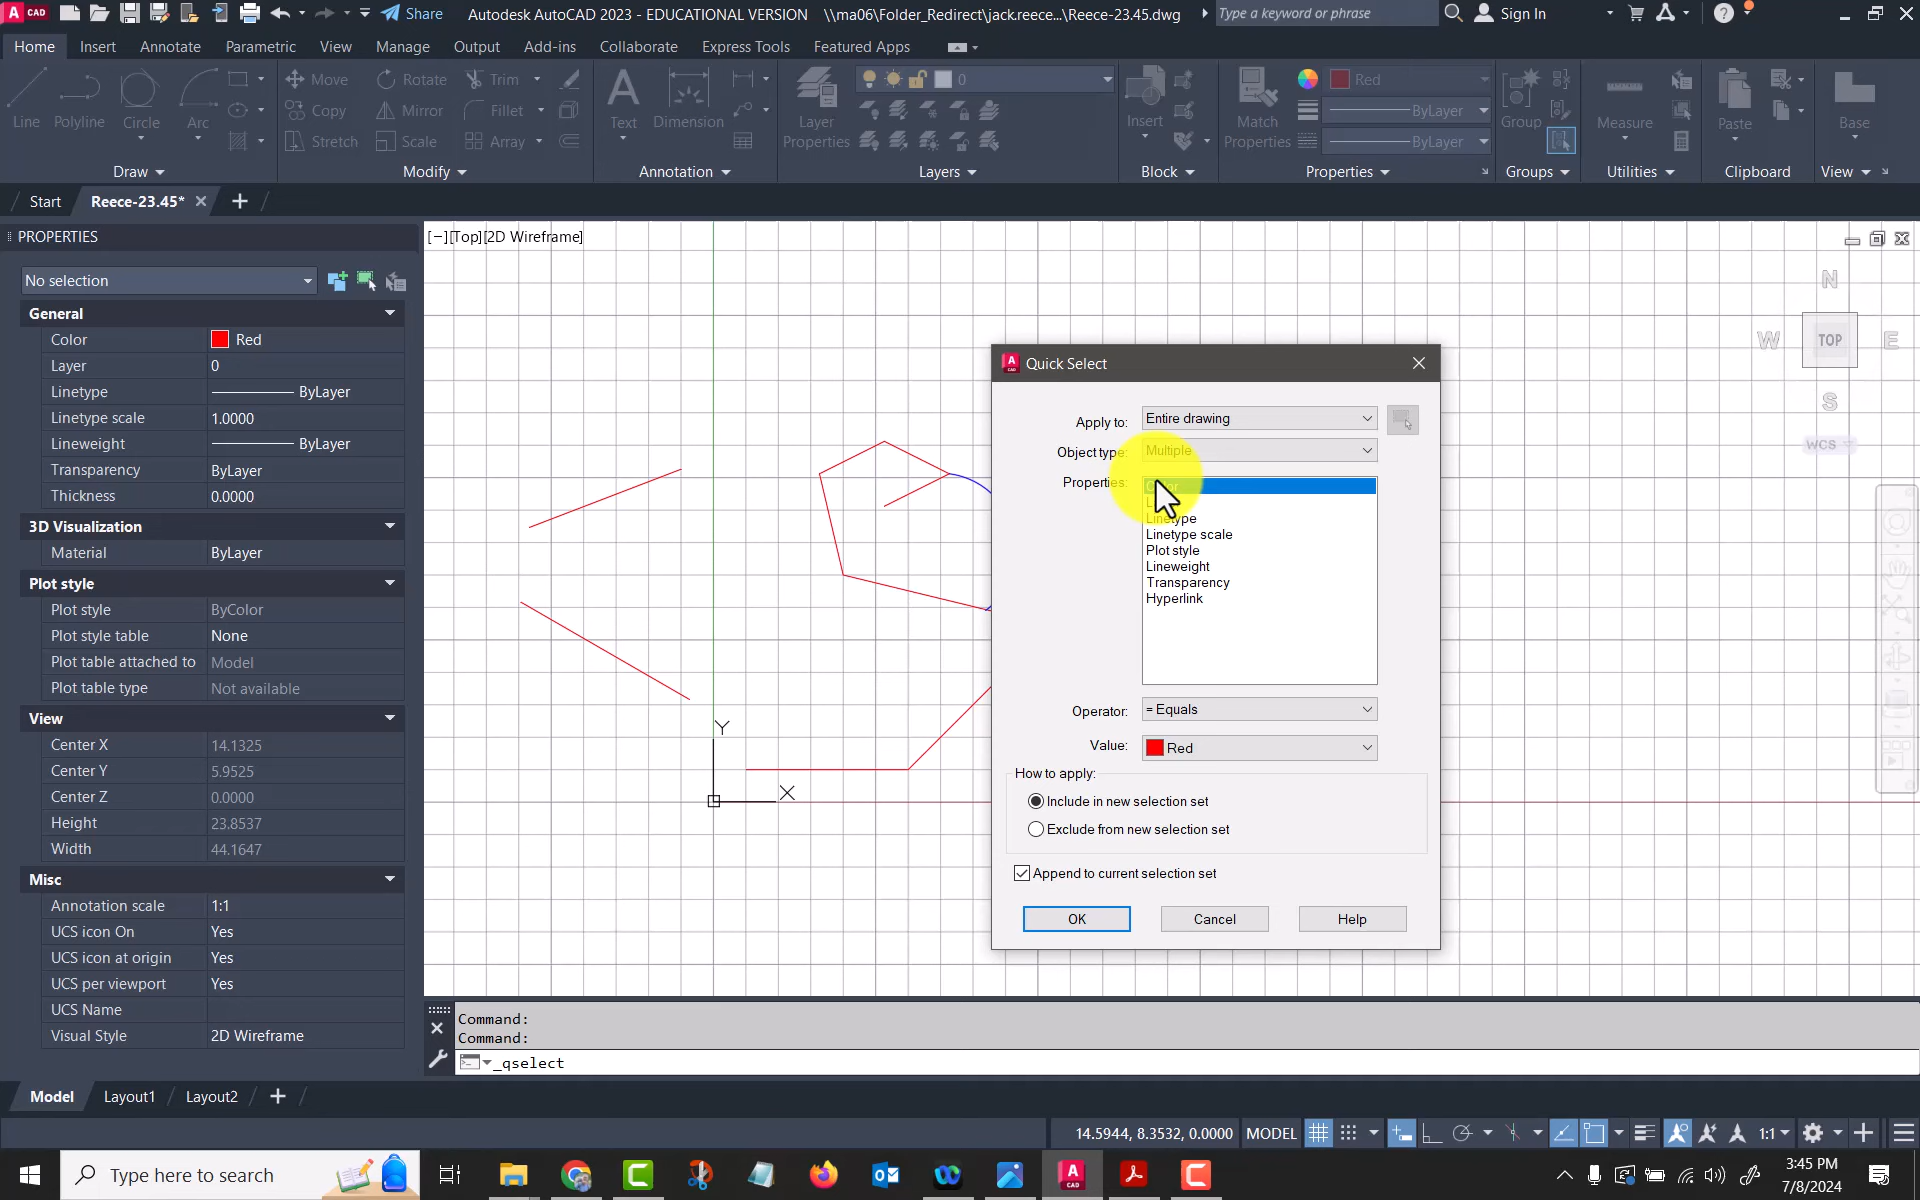 A CAD Share Autodesk AutoCAD 2023 - EDUCATIONAL VERSION \\ma06\Folder_Redirect\jack.reece...\Reece-23.45.dwg Type here a keyword or phrase Sign In
Home Insert Annotate Parametric View Manage Output Add-ins Collaborate Express Tools Featured Apps
Line Polyline Circle Arc
Move Rotate Trim
Copy Mirror Fillet
Stretch Scale Array
Text Dimension
Layer Properties 0
Insert
Match Properties Red
ByLayer
ByLayer
Group Measure Paste Base
Draw Modify Annotation Layers Block Properties Groups Utilities Clipboard View
Start Reece-23.45*
PROPERTIES
No selection
General
Color Red
Layer 0
Linetype ByLayer
Linetype scale 1.0000
Lineweight ByLayer
Transparency ByLayer
Thickness 0.0000
3D Visualization
Material ByLayer
Plot style
Plot style ByColor
Plot style table None
Plot table attached to Model
Plot table type Not available
View
Center X 14.1325
Center Y 5.9525
Center Z 0.0000
Height 23.8537
Width 44.1647
Misc
Annotation scale 1:1
UCS icon On Yes
UCS icon at origin Yes
UCS per viewport Yes
UCS Name
Visual Style 2D Wireframe
[−][Top][2D Wireframe]
N
W TOP E
S
WCS
Y
X
A CAD Quick Select
Apply to: Entire drawing
Object type: Multiple
Properties:
Linetype
Linetype scale
Plot style
Lineweight
Transparency
Hyperlink
Operator: = Equals
Value: Red
How to apply:
Include in new selection set
Exclude from new selection set
Append to current selection set
OK Cancel Help
Command:
Command:
_qselect
Model Layout1 Layout2
14.5944, 8.3532, 0.0000 MODEL 1:1
Type here to search
3:45 PM
7/8/2024